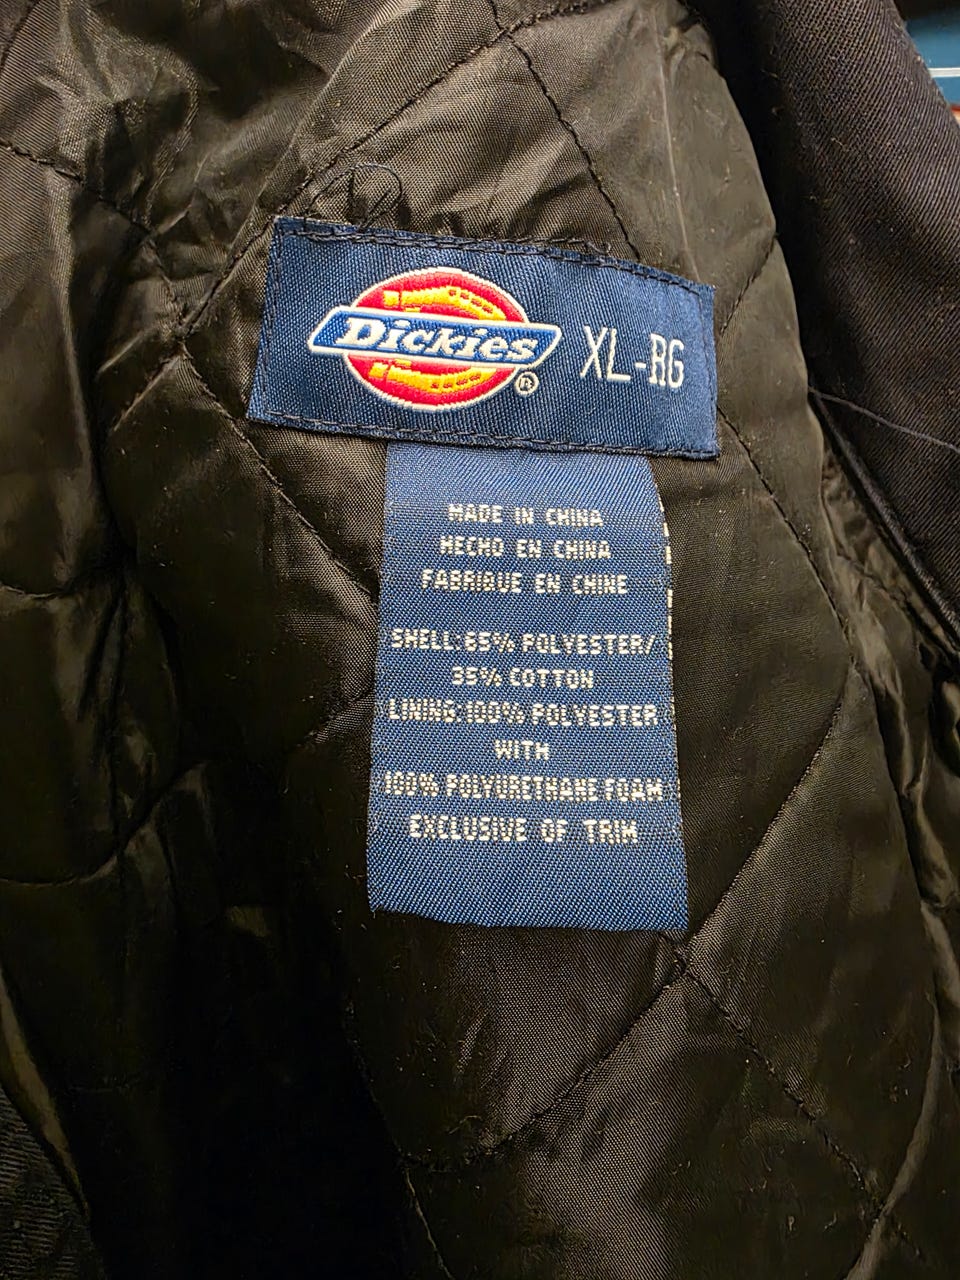 Dickies®
XL-RG
MADE IN CHINA
HECHO EN CHINA
FABRIQUE EN CHINE
SHELL:65% POLYESTER/
35% COTTON
LINING:100% POLYESTER
WITH
100% POLYURETHANE FOAM
EXCLUSIVE OF TRIM